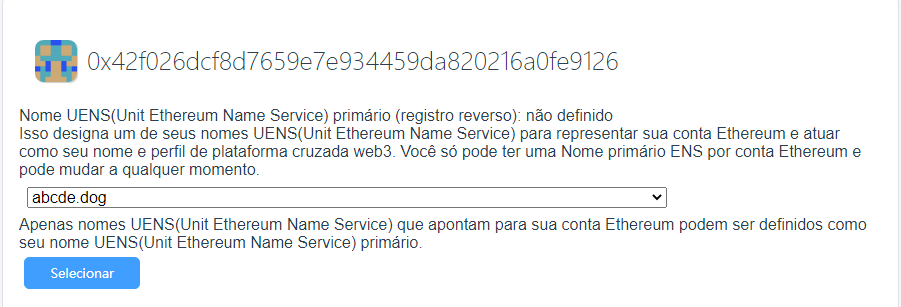 0x42f026dcf8d7659e7e934459da820216a0fe9126
Nome UENS(Unit Ethereum Name Service) primário (registro reverso): não definido
Isso designa um de seus nomes UENS(Unit Ethereum Name Service) para representar sua conta Ethereum e atuar
como seu nome e perfil de plataforma cruzada web3. Você só pode ter uma Nome primário ENS por conta Ethereum e
pode mudar a qualquer momento.
abcde.dog
Apenas nomes UENS(Unit Ethereum Name Service) que apontam para sua conta Ethereum podem ser definidos como
seu nome UENS(Unit Ethereum Name Service) primário.
Selecionar